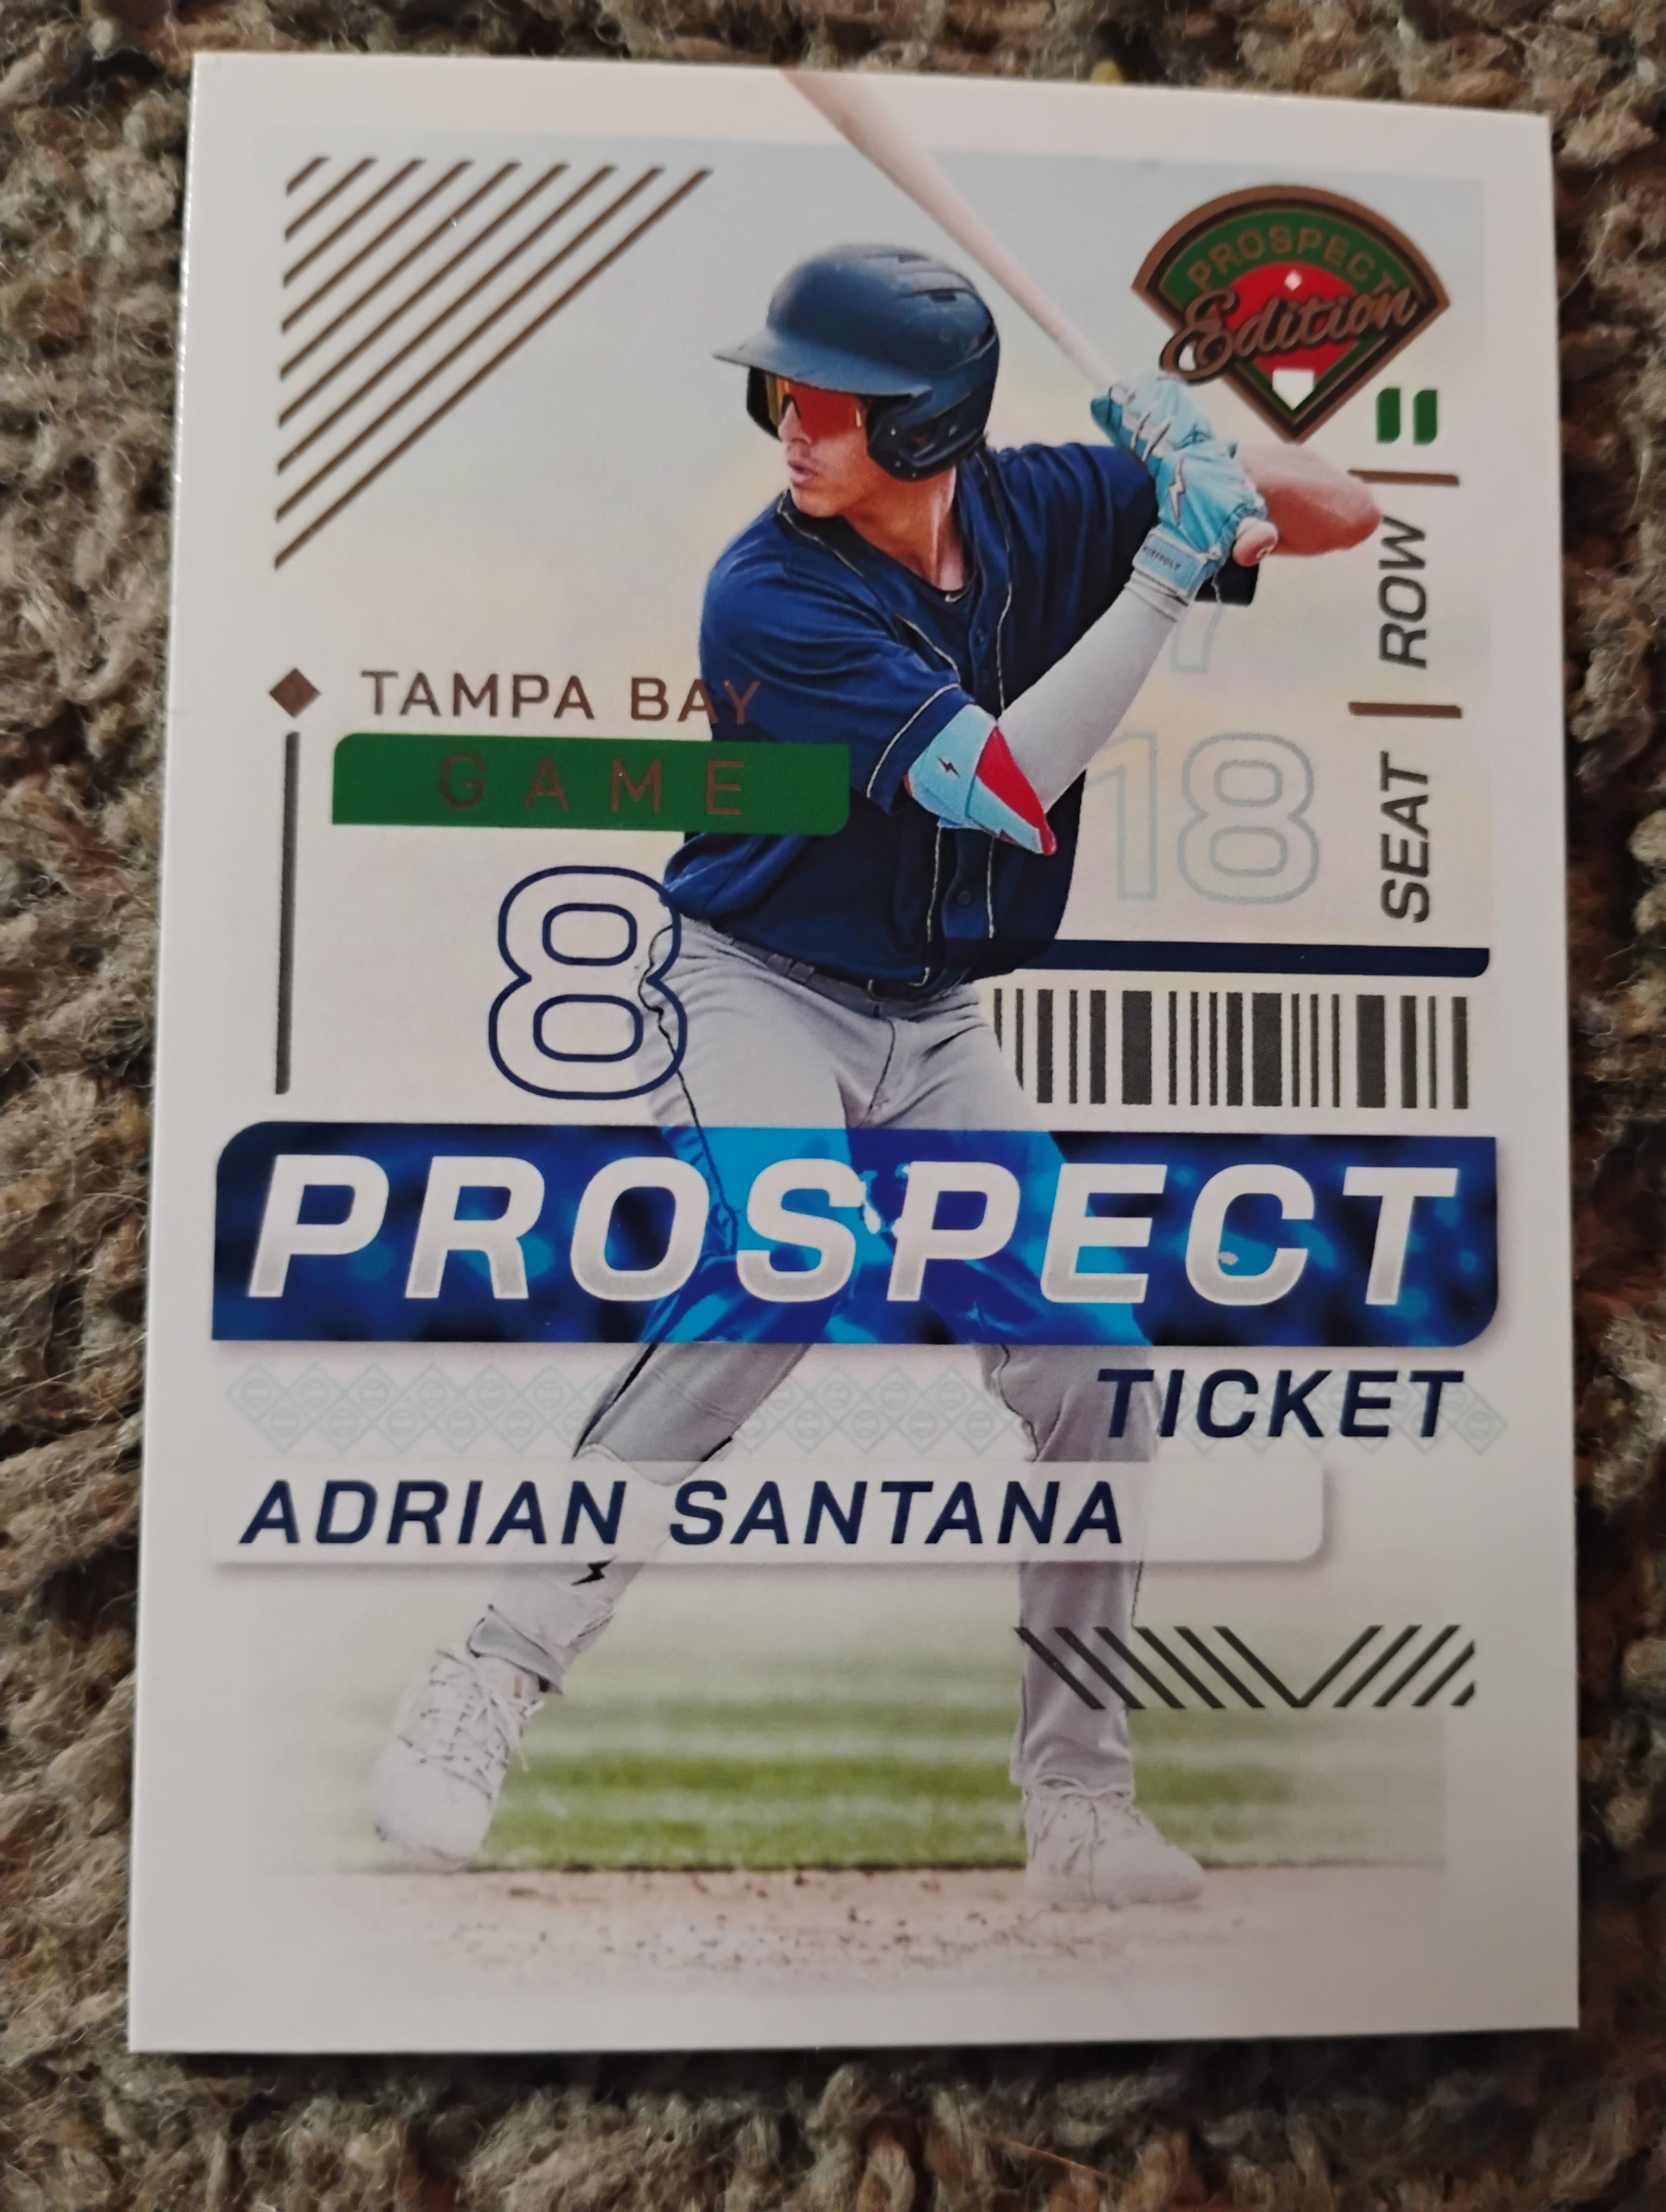 PROSPECT
Edition
ROW
TAMPA BAY
GAME
18
SEAT
8
PROSPECT
TICKET
ADRIAN SANTANA